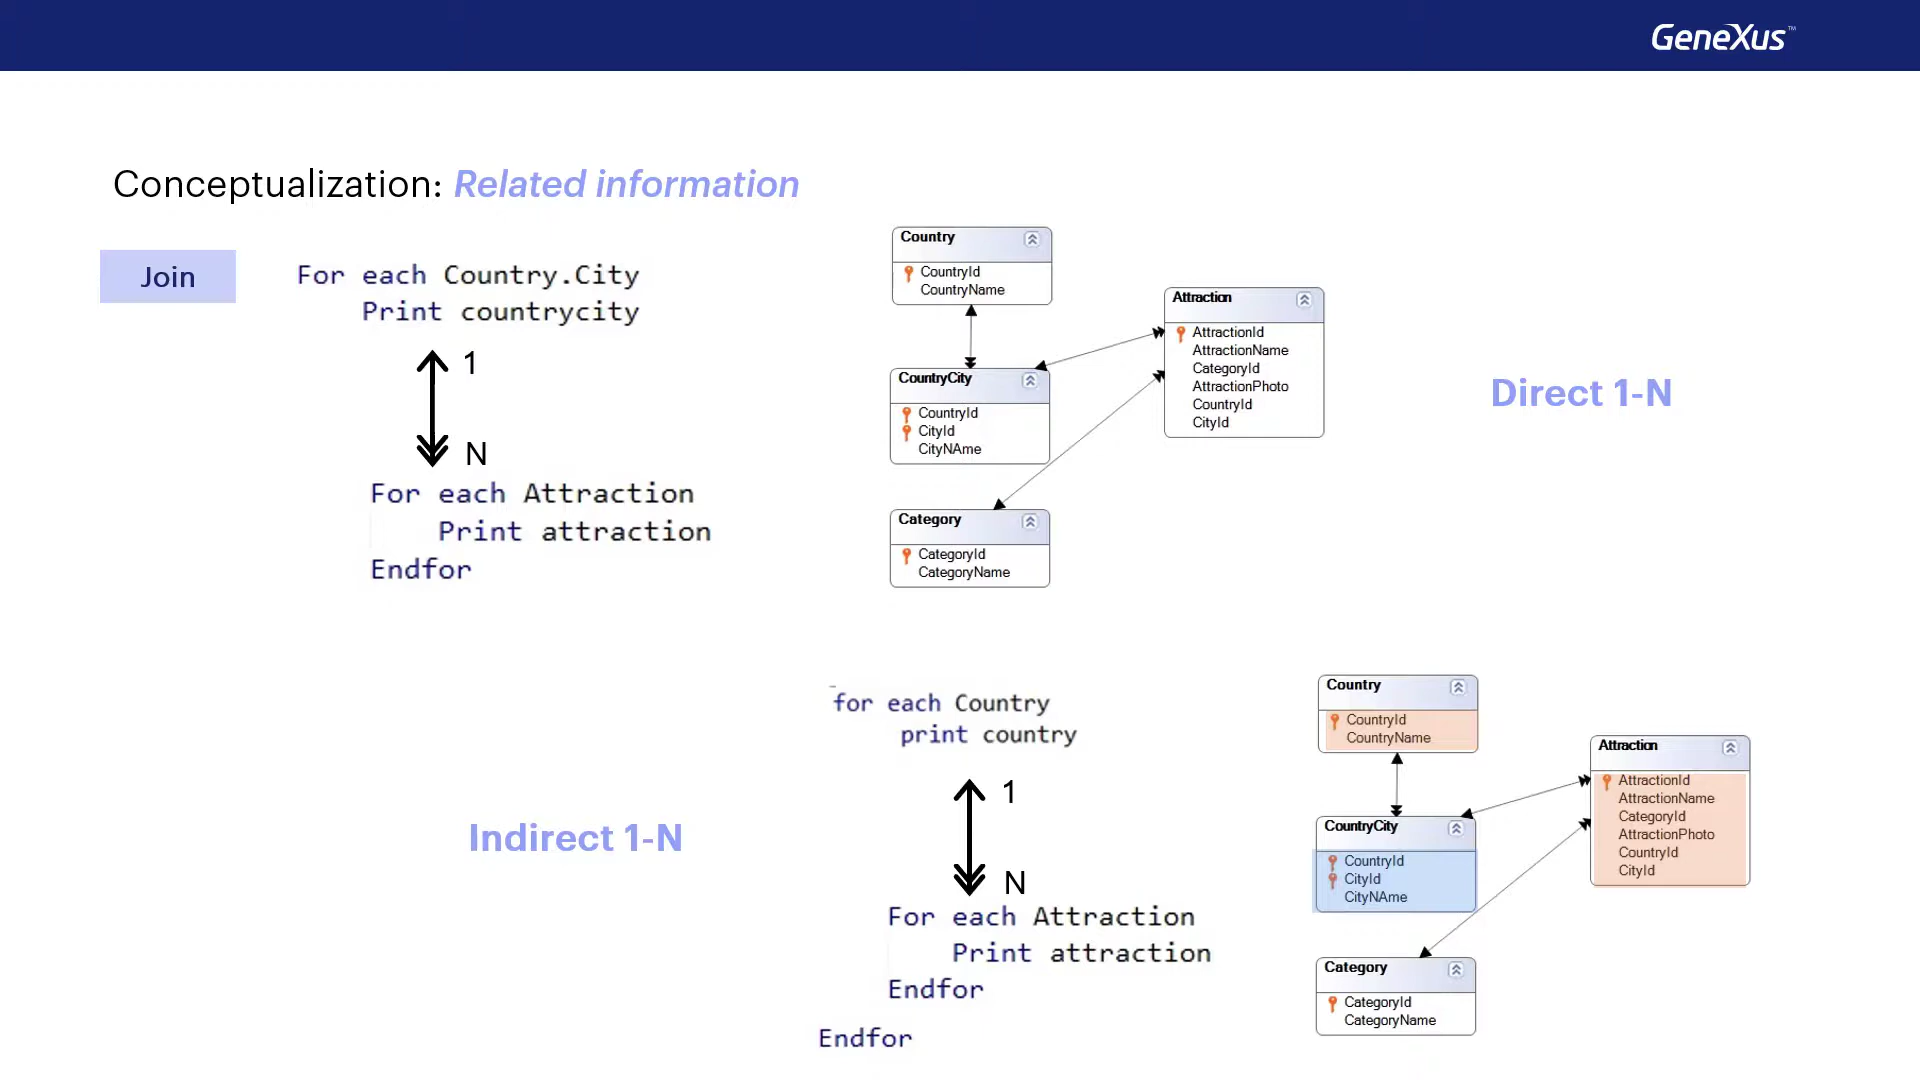 GeneXus™
Conceptualization: Related information
Join
For each Country.City
Print countrycity
1
N
For each Attraction
Print attraction
Endfor
Country
CountryId
CountryName
Attraction
AttractionId
AttractionName
CategoryId
AttractionPhoto
CountryId
CityId
CountryCity
CountryId
CityId
CityNAme
Category
CategoryId
CategoryName
Direct 1-N
Indirect 1-N
for each Country
print country
1
N
For each Attraction
Print attraction
Endfor
Endfor
Country
CountryId
CountryName
Attraction
AttractionId
AttractionName
CategoryId
AttractionPhoto
CountryId
CityId
CountryCity
CountryId
CityId
CityNAme
Category
CategoryId
CategoryName